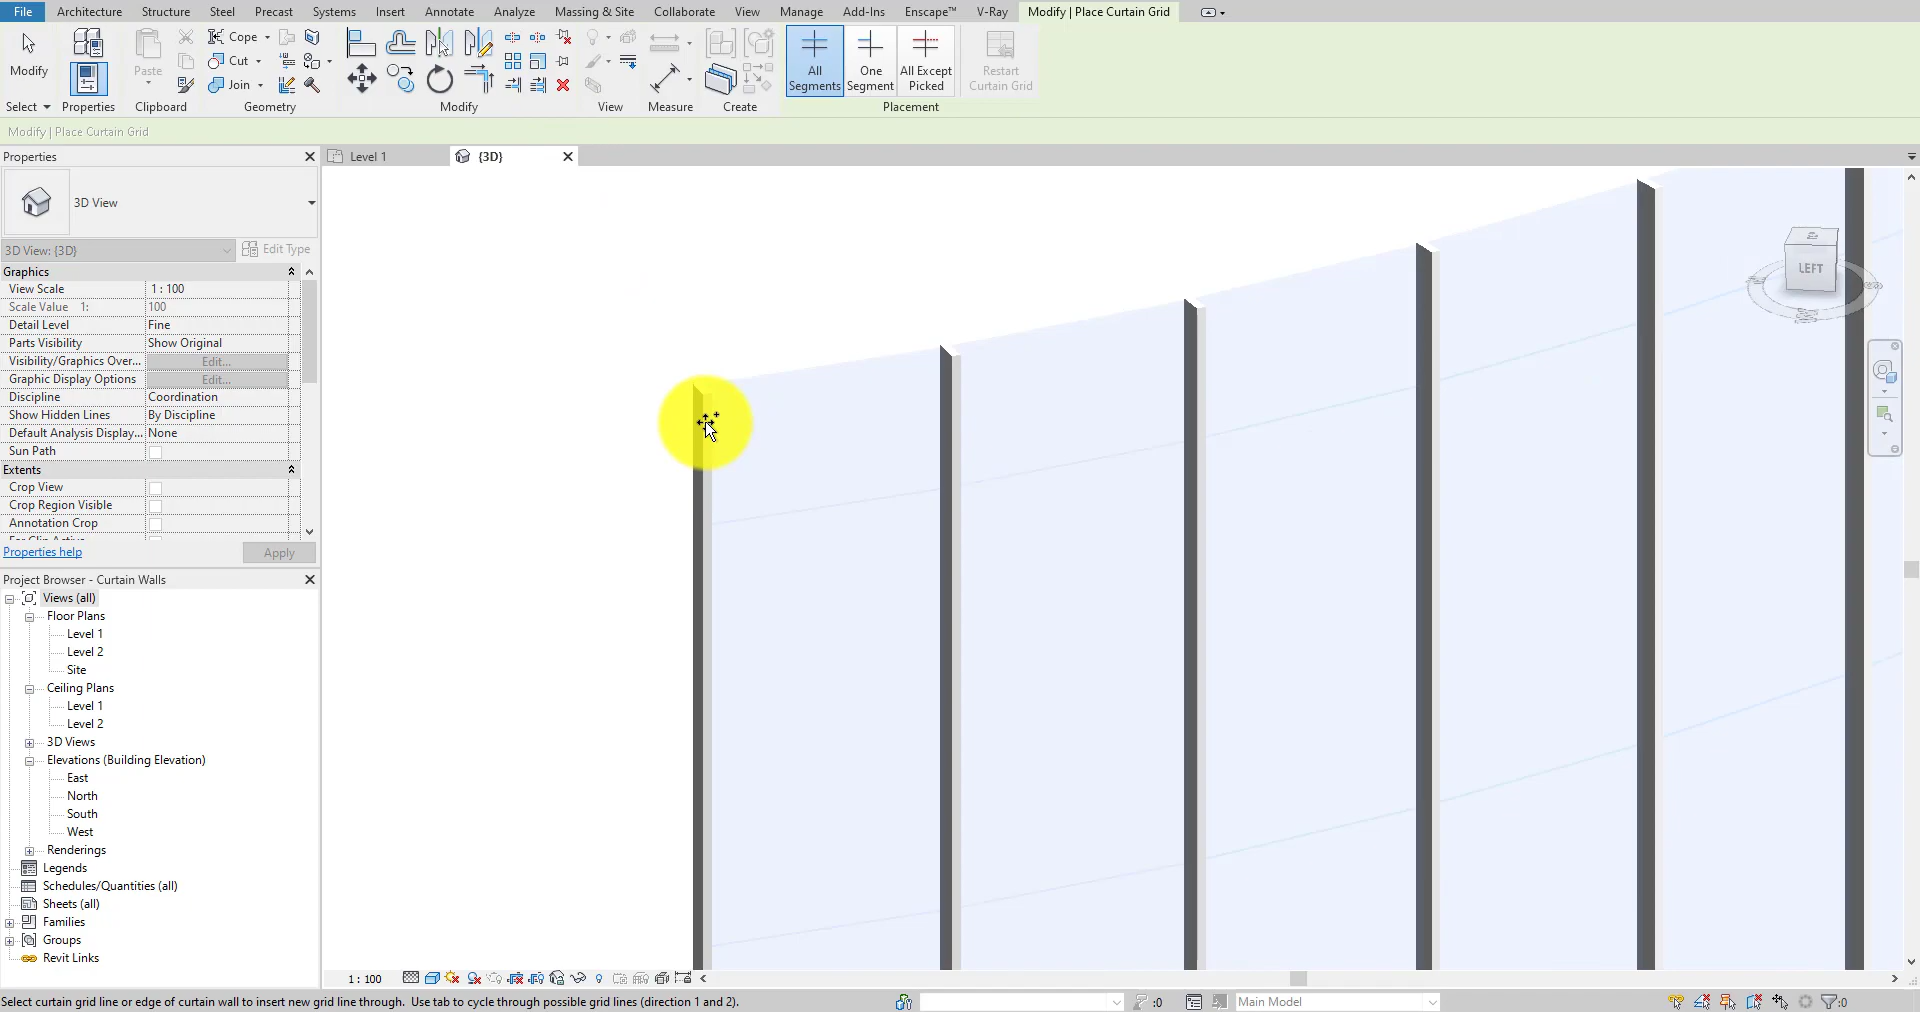 File Architecture Structure Steel Precast Systems Insert Annotate Analyze Massing & Site Collaborate View Manage Add-Ins Enscape™ V-Ray Modify | Place Curtain Grid
Modify Paste Cope Cut Join All Segments One Segment All Except Picked Restart Curtain Grid
Select Properties Clipboard Geometry Modify View Measure Create Placement
Modify | Place Curtain Grid
Properties
Level 1
{3D}
3D View
3D View: {3D} Edit Type
Graphics
View Scale 1 : 100
Scale Value 1: 100
Detail Level Fine
Parts Visibility Show Original
Visibility/Graphics Over... Edit...
Graphic Display Options Edit...
Discipline Coordination
Show Hidden Lines By Discipline
Default Analysis Display... None
Sun Path
Extents
Crop View
Crop Region Visible
Annotation Crop
Properties help Apply
Project Browser - Curtain Walls
Views (all)
Floor Plans
Level 1
Level 2
Site
Ceiling Plans
Level 1
Level 2
3D Views
Elevations (Building Elevation)
East
North
South
West
Renderings
Legends
Schedules/Quantities (all)
Sheets (all)
Families
Groups
Revit Links
LEFT
1 : 100
Select curtain grid line or edge of curtain wall to insert new grid line through. Use tab to cycle through possible grid lines (direction 1 and 2). :0 Main Model :0